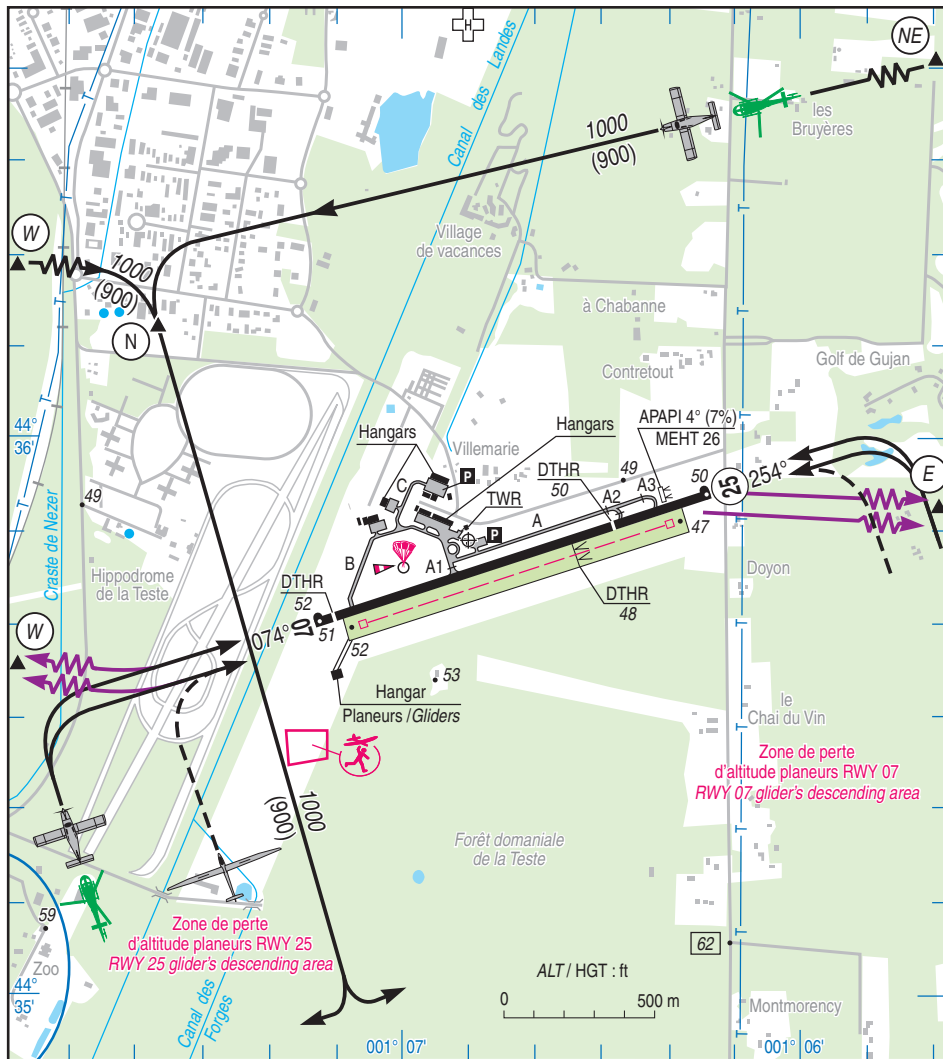 H
NE
les
Bruyères
Landes
des
Canal
1000
(900)
W
1000
(900)
N
Village
de vacances
à Chabanne
Contretout
Golf de Gujan
44°
36'
Hangars
Villemarie
Hangars
APAPI 4° (7%)
MEHT 26
DTHR
50
49
50
25
254°
E
P
C
TWR
A2
A3
49
A
P
47
Craste de Nezer
Hippodrome
de la Teste
B
A1
Doyon
DTHR
52
DTHR
48
51
07
074°
W
52
53
Hangar
Planeurs /Gliders
le
Chai du Vin
Zone de perte
d'altitude planeurs RWY 07
RWY 07 glider's descending area
1000
(900)
Forêt domaniale
de la Teste
59
Zoo
Zone de perte
d'altitude planeurs RWY 25
RWY 25 glider's descending area
62
44°
35'
Canal des
Forges
ALT / HGT : ft
0
500 m
Montmorency
001° 07'
001° 06'